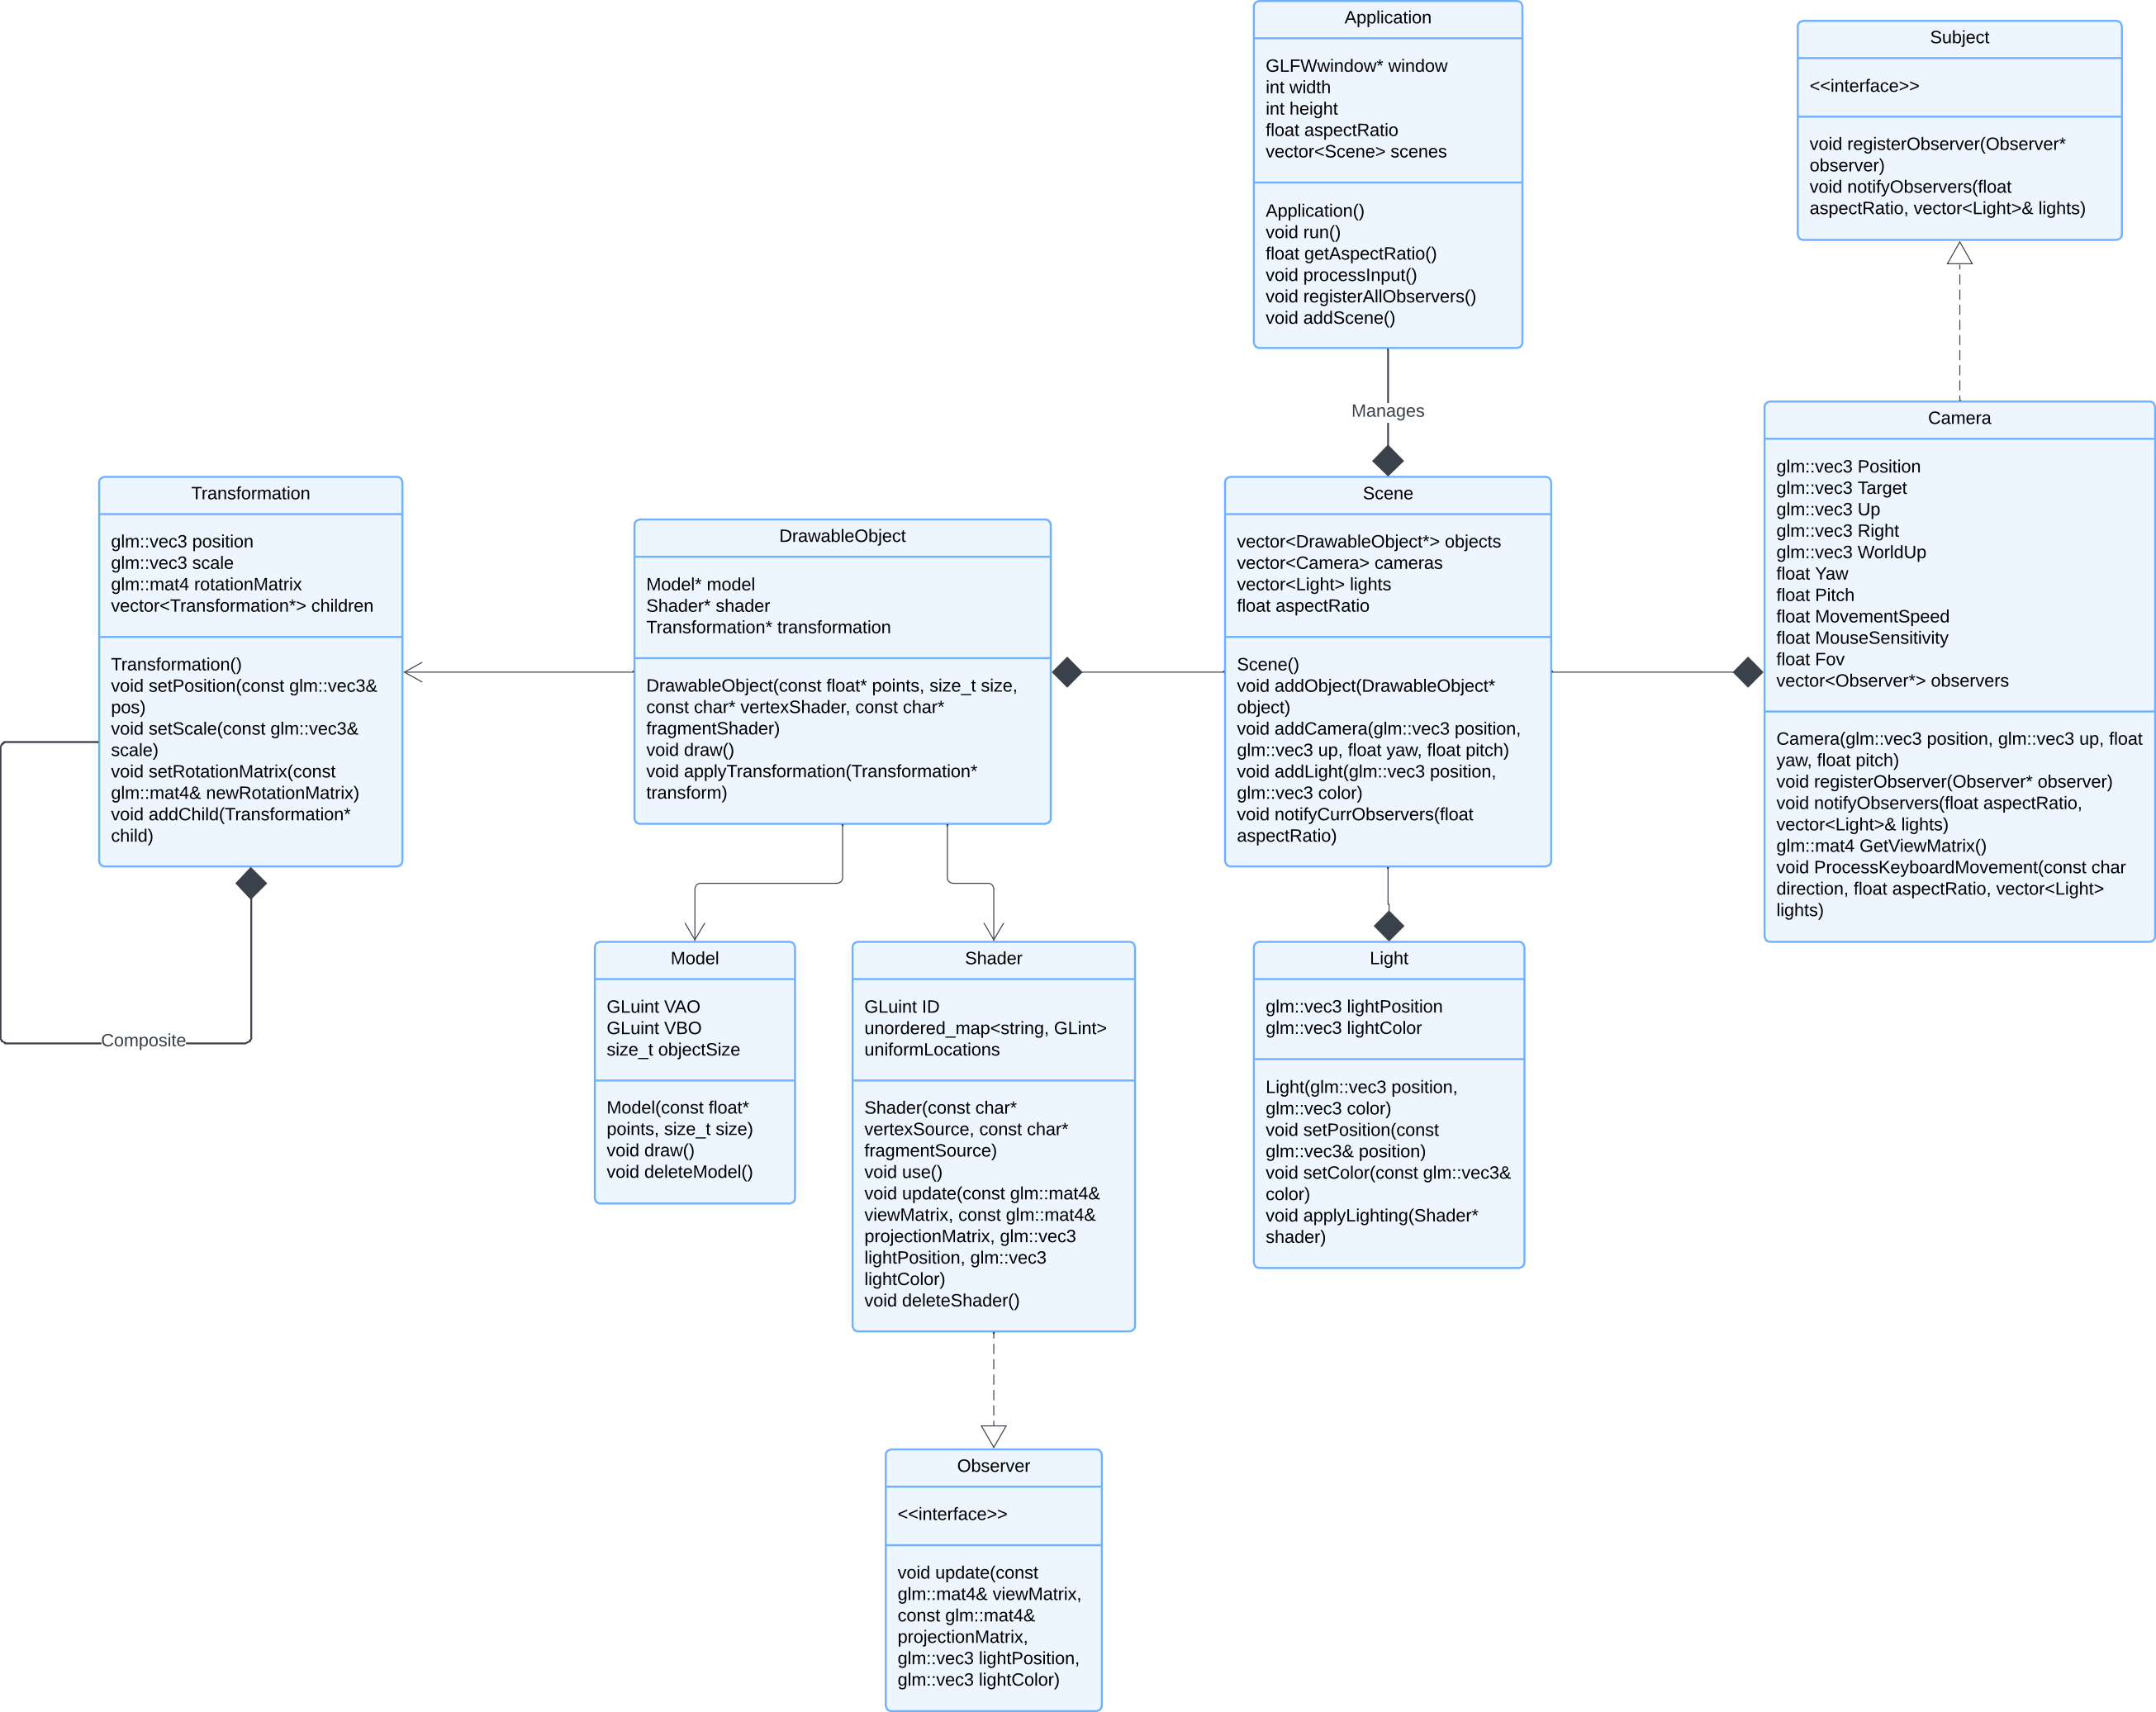 Application
GLFWwindow* window
int width
int height
float aspectRatio
vector<Scene> scenes
Application()
void run()
float getAspectRatio()
void processInput()
void registerAllObservers()
void addScene()
Subject
<<interface>>
void registerObserver(Observer*
observer)
void notifyObservers(float
aspectRatio, vector<Light>& lights)
Manages
Transformation
glm::vec3 position
glm::vec3 scale
glm::mat4 rotationMatrix
vector<Transformation*> children
Transformation()
void setPosition(const glm::vec3&
pos)
void setScale(const glm::vec3&
scale)
void setRotationMatrix(const
glm::mat4& newRotationMatrix)
void addChild(Transformation*
child)
Composite
DrawableObject
Model* model
Shader* shader
Transformation* transformation
DrawableObject(const float* points, size_t size,
const char* vertexShader, const char*
fragmentShader)
void draw()
void applyTransformation(Transformation*
transform)
Scene
vector<DrawableObject*> objects
vector<Camera> cameras
vector<Light> lights
float aspectRatio
Scene()
void addObject(DrawableObject*
object)
void addCamera(glm::vec3 position,
glm::vec3 up, float yaw, float pitch)
void addLight(glm::vec3 position,
glm::vec3 color)
void notifyCurrObservers(float
aspectRatio)
Camera
glm::vec3 Position
glm::vec3 Target
glm::vec3 Up
glm::vec3 Right
glm::vec3 WorldUp
float Yaw
float Pitch
float MovementSpeed
float MouseSensitivity
float Fov
vector<Observer*> observers
Camera(glm::vec3 position, glm::vec3 up, float
yaw, float pitch)
void registerObserver(Observer* observer)
void notifyObservers(float aspectRatio,
vector<Light>& lights)
glm::mat4 GetViewMatrix()
void ProcessKeyboardMovement(const char
direction, float aspectRatio, vector<Light>
lights)
Model
GLuint VAO
GLuint VBO
size_t objectSize
Model(const float*
points, size_t size)
void draw()
void deleteModel()
Shader
GLuint ID
unordered_map<string, GLint>
uniformLocations
Shader(const char*
vertexSource, const char*
fragmentSource)
void use()
void update(const glm::mat4&
viewMatrix, const glm::mat4&
projectionMatrix, glm::vec3
lightPosition, glm::vec3
lightColor)
void deleteShader()
Light
glm::vec3 lightPosition
glm::vec3 lightColor
Light(glm::vec3 position,
glm::vec3 color)
void setPosition(const
glm::vec3& position)
void setColor(const glm::vec3&
color)
void applyLighting(Shader*
shader)
Observer
<<interface>>
void update(const
glm::mat4& viewMatrix,
const glm::mat4&
projectionMatrix,
glm::vec3 lightPosition,
glm::vec3 lightColor)